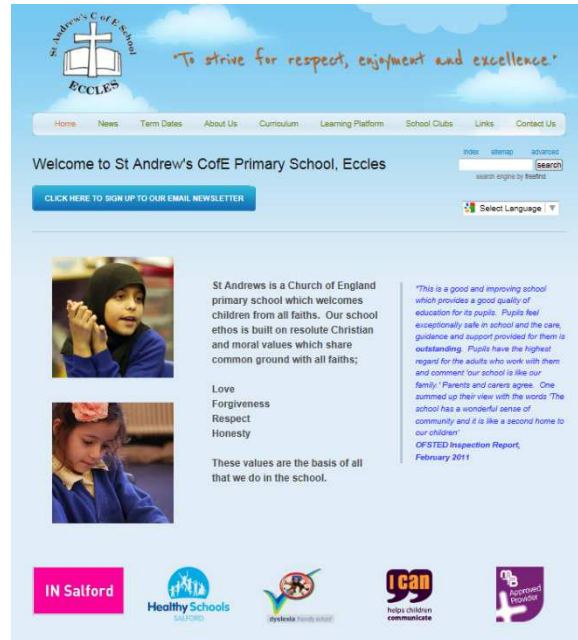 St Andrew's C of E School
ECCLES
"To strive for respect, enjoyment and excellence."
Home News Term Dates About Us Curriculum Learning Platform School Clubs Links Contact Us
index sitemap advanced
search
search engine by freefind
Welcome to St Andrew's CofE Primary School, Eccles
CLICK HERE TO SIGN UP TO OUR EMAIL NEWSLETTER
Select Language ▼
St Andrews is a Church of England
primary school which welcomes
children from all faiths. Our school
ethos is built on resolute Christian
and moral values which share
common ground with all faiths;
Love
Forgiveness
Respect
Honesty
These values are the basis of all
that we do in the school.
"This is a good and improving school
which provides a good quality of
education for its pupils. Pupils feel
exceptionally safe in school and the care,
guidance and support provided for them is
outstanding. Pupils have the highest
regard for the adults who work with them
and comment 'our school is like our
family.' Parents and carers agree. One
summed up their view with the words 'The
school has a wonderful sense of
community and it is like a second home to
our children'
OFSTED Inspection Report,
February 2011
IN Salford
Healthy Schools
SALFORD
dyslexia friendly school
I can
helps children
communicate
Approved
Provider